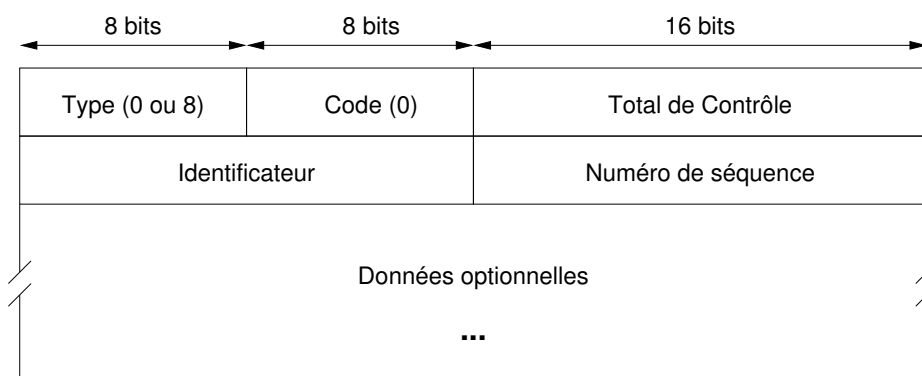 8 bits 8 bits 16 bits
Type (0 ou 8) Code (0) Total de Contrôle
Identificateur Numéro de séquence
Données optionnelles
...